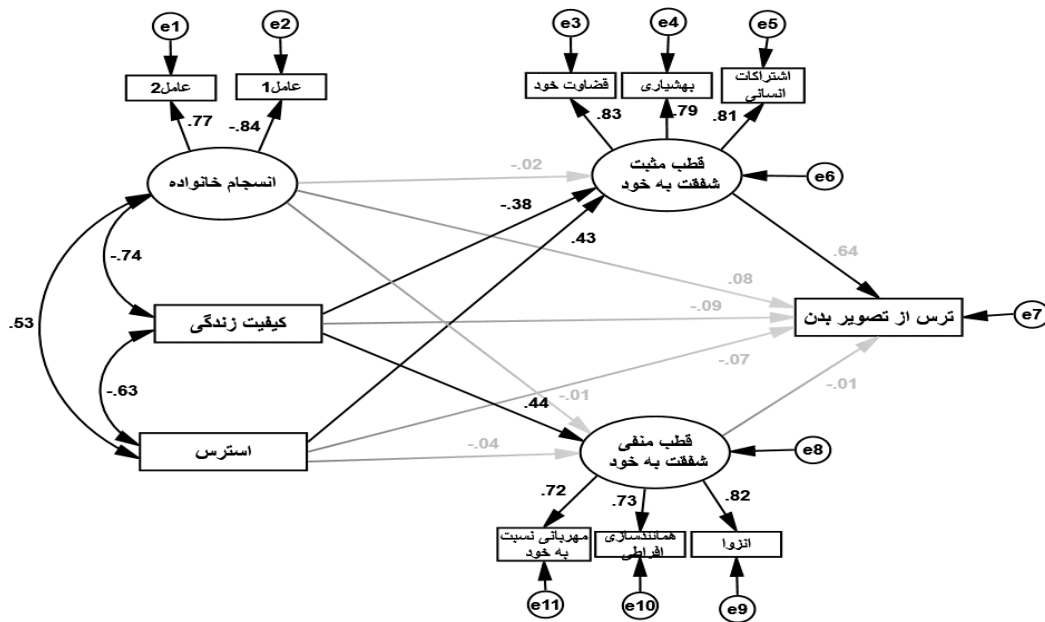 e1
e2
e3
e4
e5
عامل2
عامل1
قضاوت خود
بهشیاری
اشتراکات
انسانی
.77
-.84
.83
.79
.81
انسجام خانواده
-.02
قطب مثبت
شفقت به خود
e6
-.38
.43
-.74
.64
.08
.53
کیفیت زندگی
-.09
ترس از تصویر بدن
e7
-.07
-.63
-.01
.44
-.01
استرس
-.04
قطب منفی
شفقت به خود
e8
.72
.73
.82
مهربانی نسبت
به خود
همانندسازی
افراطی
انزوا
e11
e10
e9